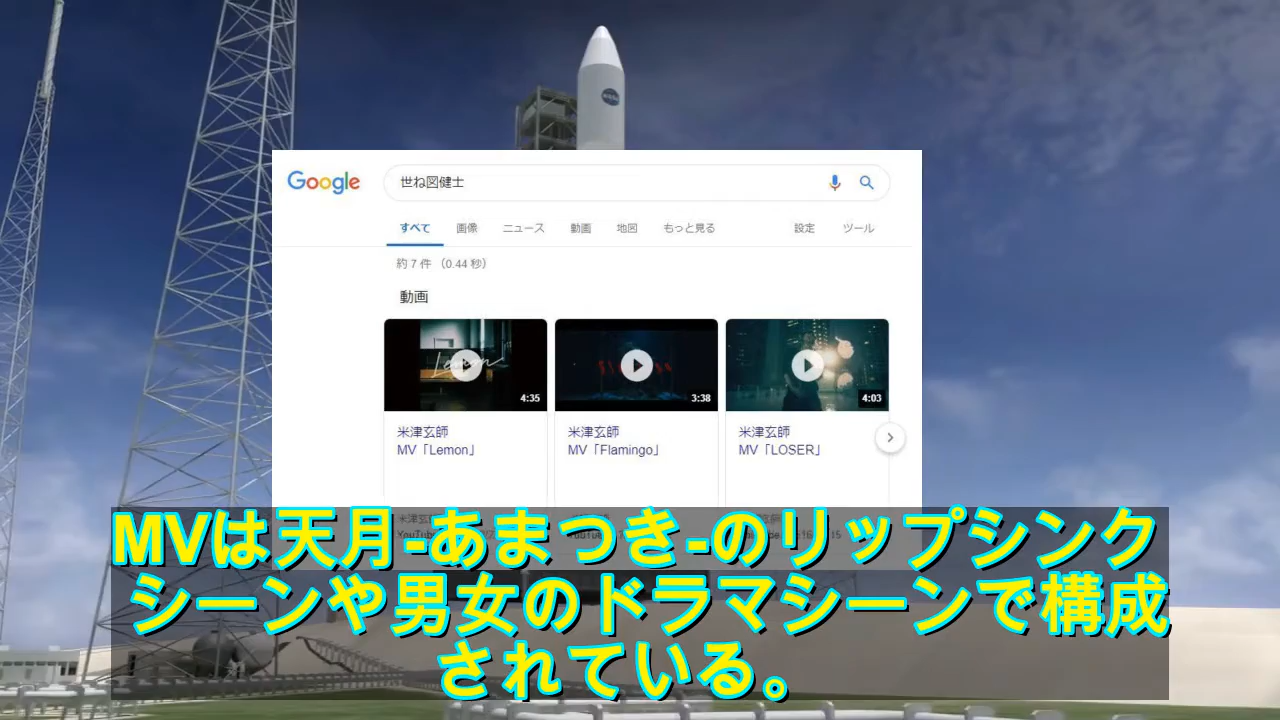 NASA
Google
世ね図健士
すべて 画像 ニュース 動画 地図 もっと見る 設定 ツール
約 7 件 （0.44 秒）
動画
Lemon
4:35 3:38 4:03
米津玄師 米津玄師 米津玄師
MV「Lemon」 MV「Flamingo」 MV「LOSER」
MVは天月-あまつき-のリップシンク
シーンや男女のドラマシーンで構成
されている。